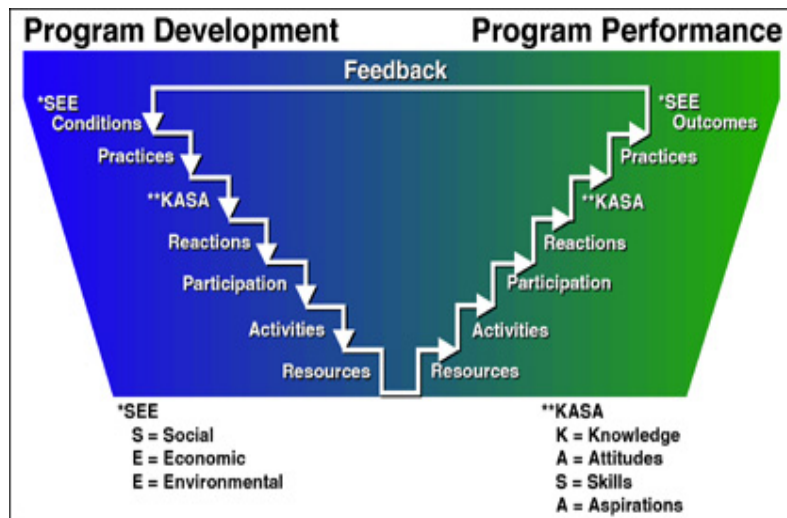 Program Development
Program Performance
Feedback
*SEE
Conditions
Practices
**KASA
Reactions
Participation
Activities
Resources
*SEE
Outcomes
Practices
**KASA
Reactions
Participation
Activities
Resources
*SEE
S = Social
E = Economic
E = Environmental
**KASA
K = Knowledge
A = Attitudes
S = Skills
A = Aspirations